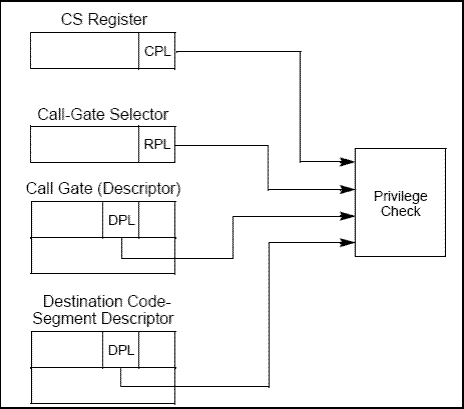 CS Register
CPL
Call-Gate Selector
RPL
Call Gate (Descriptor)
DPL
Privilege
Check
Destination Code-
Segment Descriptor
DPL